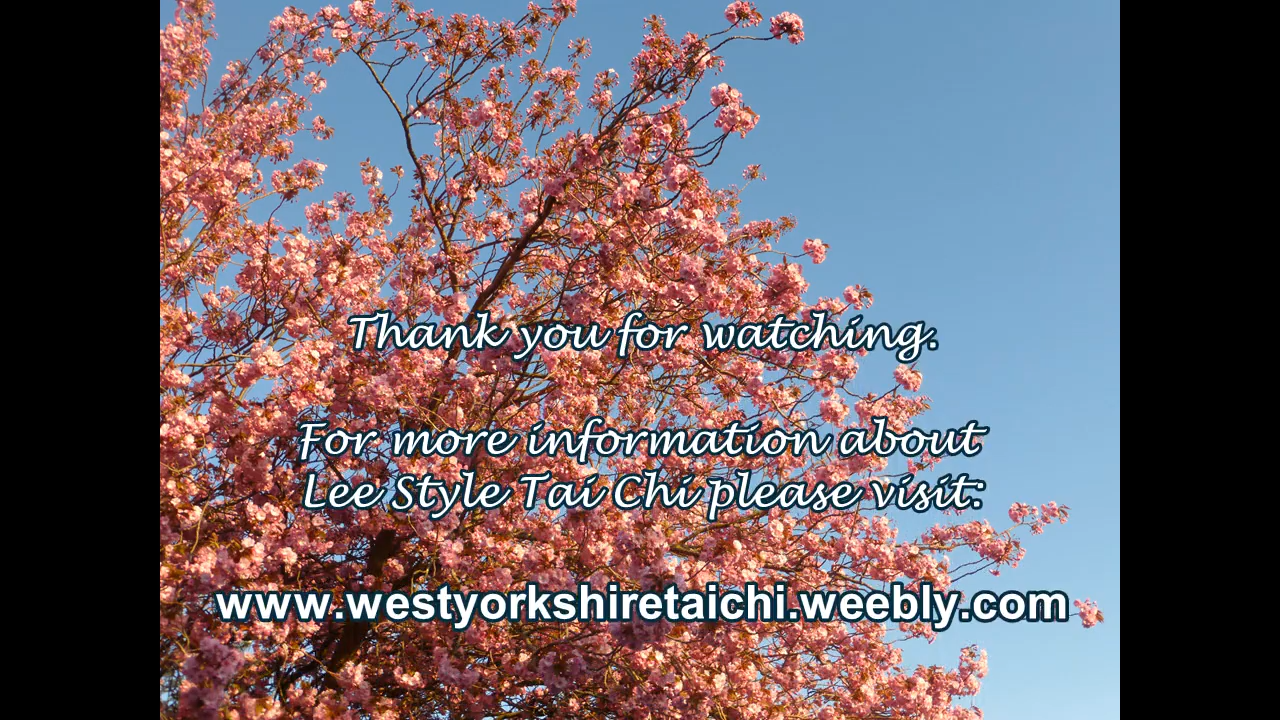 Thank you for watching.
For more information about
Lee Style Tai Chi please visit:
www.westyorkshiretaichi.weebly.com